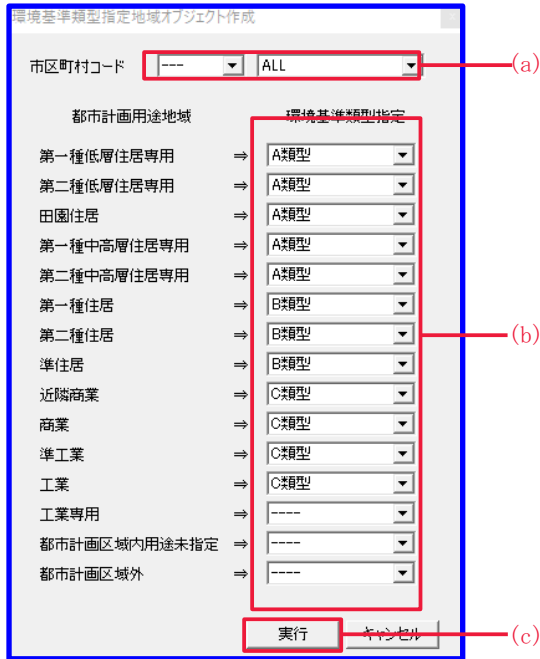 環境基準類型指定地域オブジェクト作成
市区町村コード --- ALL (a)
都市計画用途地域 環境基準類型指定
第一種低層住居専用 ⇒ A類型
第二種低層住居専用 ⇒ A類型
田園住居 ⇒ A類型
第一種中高層住居専用 ⇒ A類型
第二種中高層住居専用 ⇒ A類型
第一種住居 ⇒ B類型
第二種住居 ⇒ B類型 (b)
準住居 ⇒ B類型
近隣商業 ⇒ C類型
商業 ⇒ C類型
準工業 ⇒ C類型
工業 ⇒ C類型
工業専用 ⇒ ----
都市計画区域内用途未指定 ⇒ ----
都市計画区域外 ⇒ ----
実行 キャンセル (c)